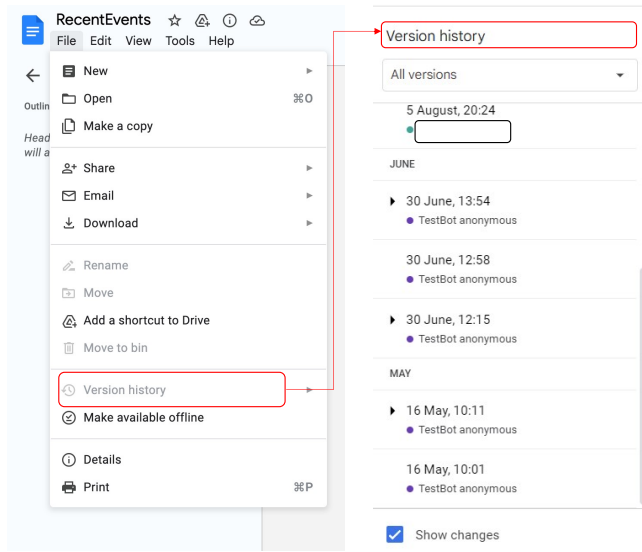 RecentEvents
File Edit View Tools Help
Outlin
Head
will a
New
Open ⌘O
Make a copy
Share
Email
Download
Rename
Move
Add a shortcut to Drive
Move to bin
Version history
Make available offline
Details
Print ⌘P
Version history
All versions
5 August, 20:24
JUNE
30 June, 13:54
TestBot anonymous
30 June, 12:58
TestBot anonymous
30 June, 12:15
TestBot anonymous
MAY
16 May, 10:11
TestBot anonymous
16 May, 10:01
TestBot anonymous
Show changes